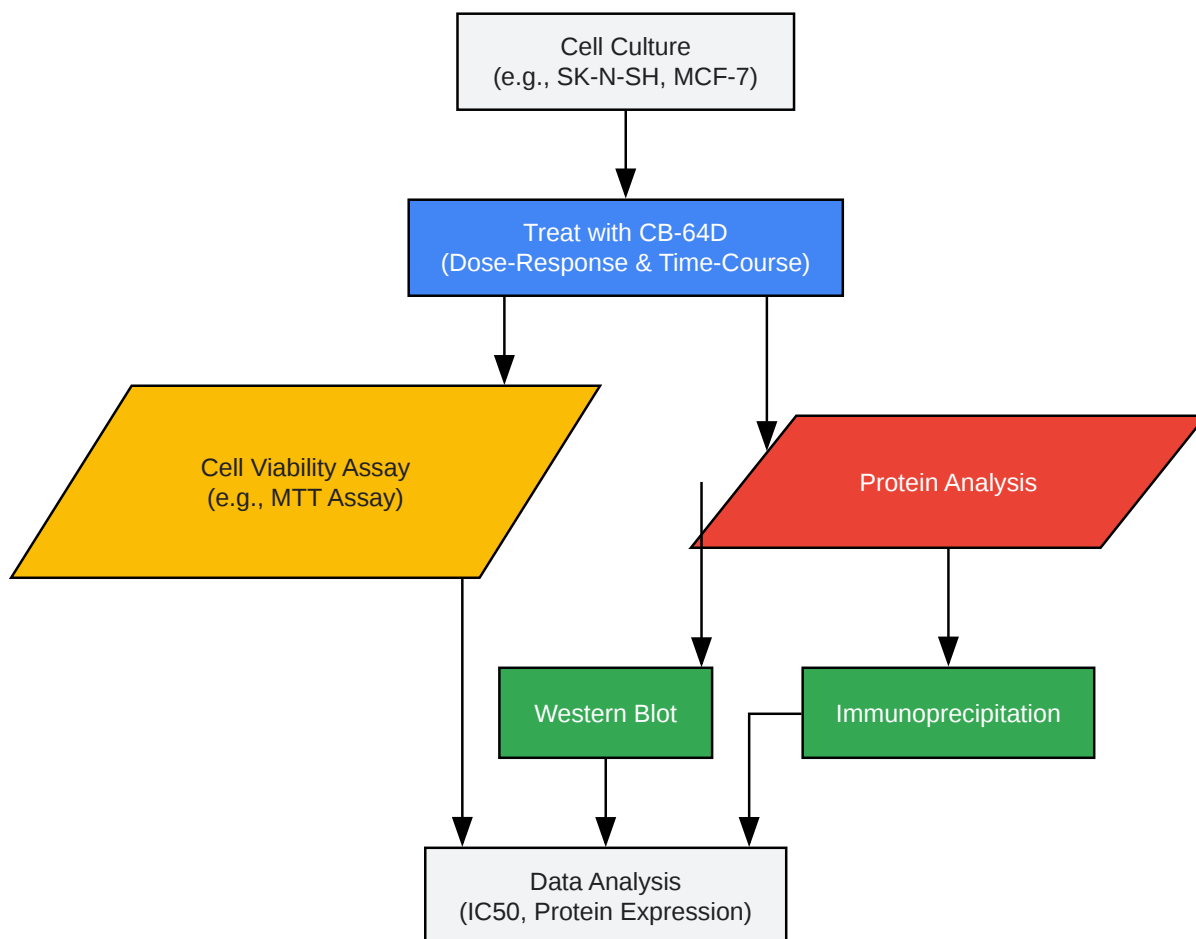 Cell Culture
(e.g., SK-N-SH, MCF-7)
Treat with CB-64D
(Dose-Response & Time-Course)
Cell Viability Assay
(e.g., MTT Assay)
Protein Analysis
Western Blot
Immunoprecipitation
Data Analysis
(IC50, Protein Expression)